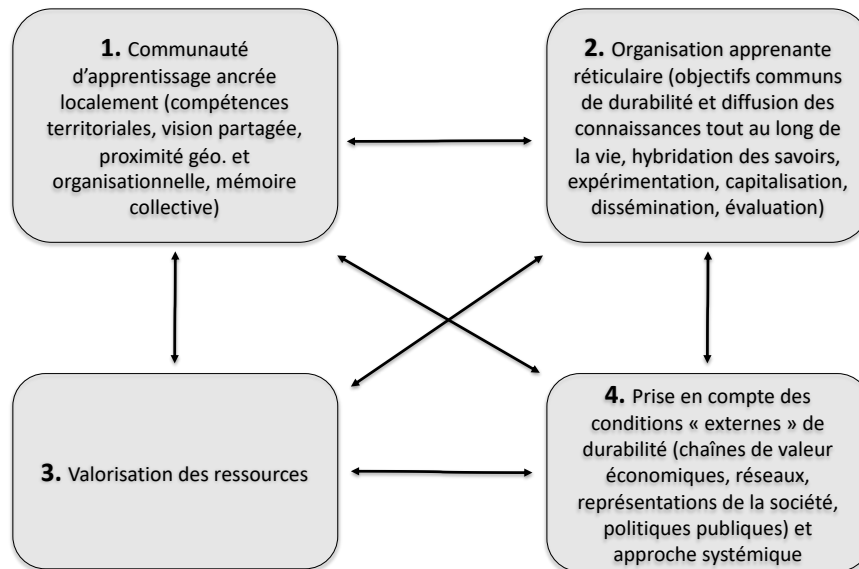 1. Communauté
d’apprentissage ancrée
localement (compétences
territoriales, vision partagée,
proximité géo. et
organisationnelle, mémoire
collective)
2. Organisation apprenante
réticulaire (objectifs communs
de durabilité et diffusion des
connaissances tout au long de
la vie, hybridation des savoirs,
expérimentation, capitalisation,
dissémination, évaluation)
3. Valorisation des ressources
4. Prise en compte des
conditions « externes » de
durabilité (chaînes de valeur
économiques, réseaux,
représentations de la société,
politiques publiques) et
approche systémique